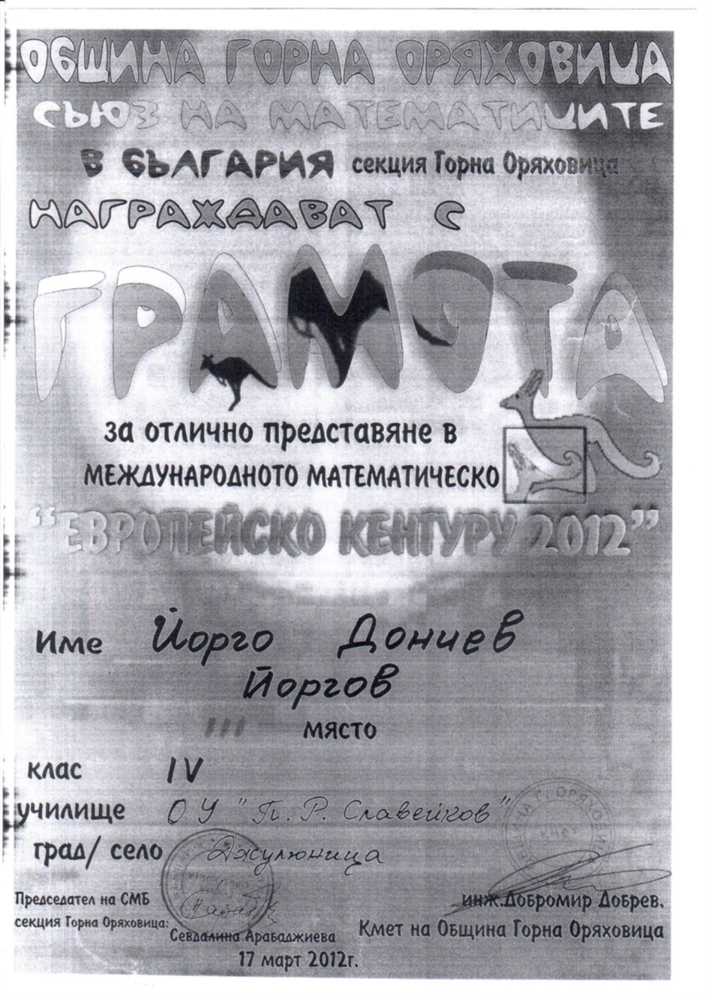 ОБЩИНА ГОРНА ОРЯХОВИЦА
СЪЮЗ НА МАТЕМАТИЦИТЕ
В БЪЛГАРИЯ секция Горна Оряховица
НАГРАЖДАВАТ С
ГРАМОТА
за отлично представяне в
МЕЖДУНАРОДНОТО МАТЕМАТИЧЕСКО
“ЕВРОПЕЙСКО КЕНГУРУ 2012”
Име Йорго Дончев
Йоргов
III място
клас IV
училище ОУ "П. Р. Славейков"
град/ село Джулюница
Председател на СМБ
секция Горна Оряховица:
Севдалина Арабаджиева
инж.Добромир Добрев,
Кмет на Община Горна Оряховица
17 март 2012г.